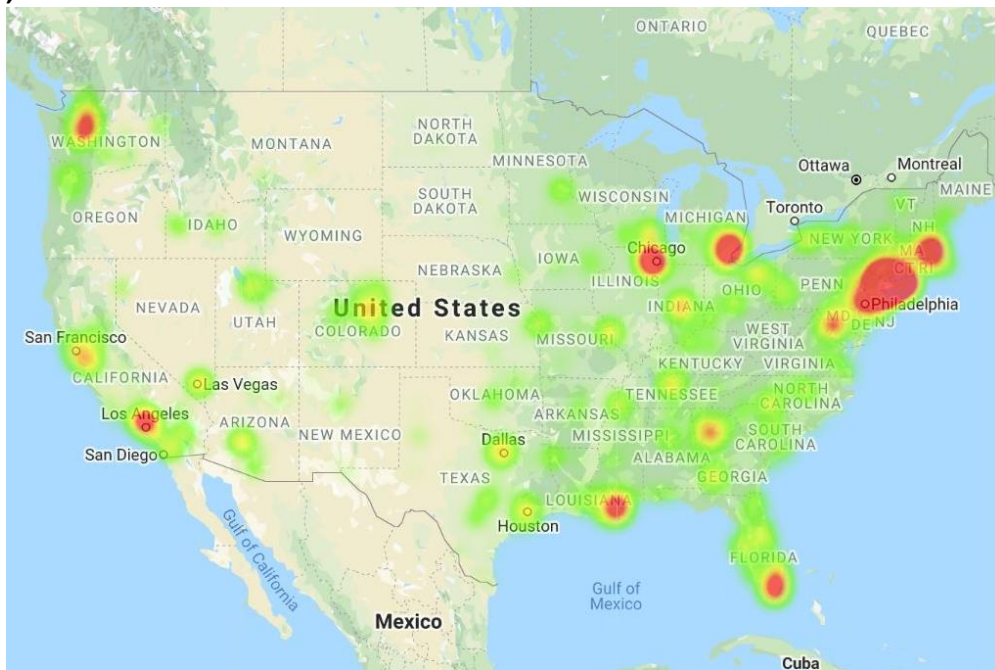 ONTARIO
QUEBEC
WASHINGTON
MONTANA
NORTH
DAKOTA
MINNESOTA
Ottawa
Montreal
MAINE
OREGON
IDAHO
SOUTH
DAKOTA
WISCONSIN
MICHIGAN
Toronto
VT
NH
WYOMING
NEW YORK
MA
CT RI
Chicago
IOWA
NEBRASKA
ILLINOIS
INDIANA
OHIO
PENN
NEVADA
UTAH
United States
COLORADO
KANSAS
MISSOURI
WEST
VIRGINIA
MD
DE NJ
Philadelphia
San Francisco
CALIFORNIA
Las Vegas
KENTUCKY
VIRGINIA
Los Angeles
ARIZONA
NEW MEXICO
OKLAHOMA
ARKANSAS
TENNESSEE
NORTH
CAROLINA
San Diego
Dallas
MISSISSIPPI
ALABAMA
SOUTH
CAROLINA
TEXAS
LOUISIANA
GEORGIA
Houston
Gulf of California
FLORIDA
Gulf of
Mexico
Mexico
Cuba